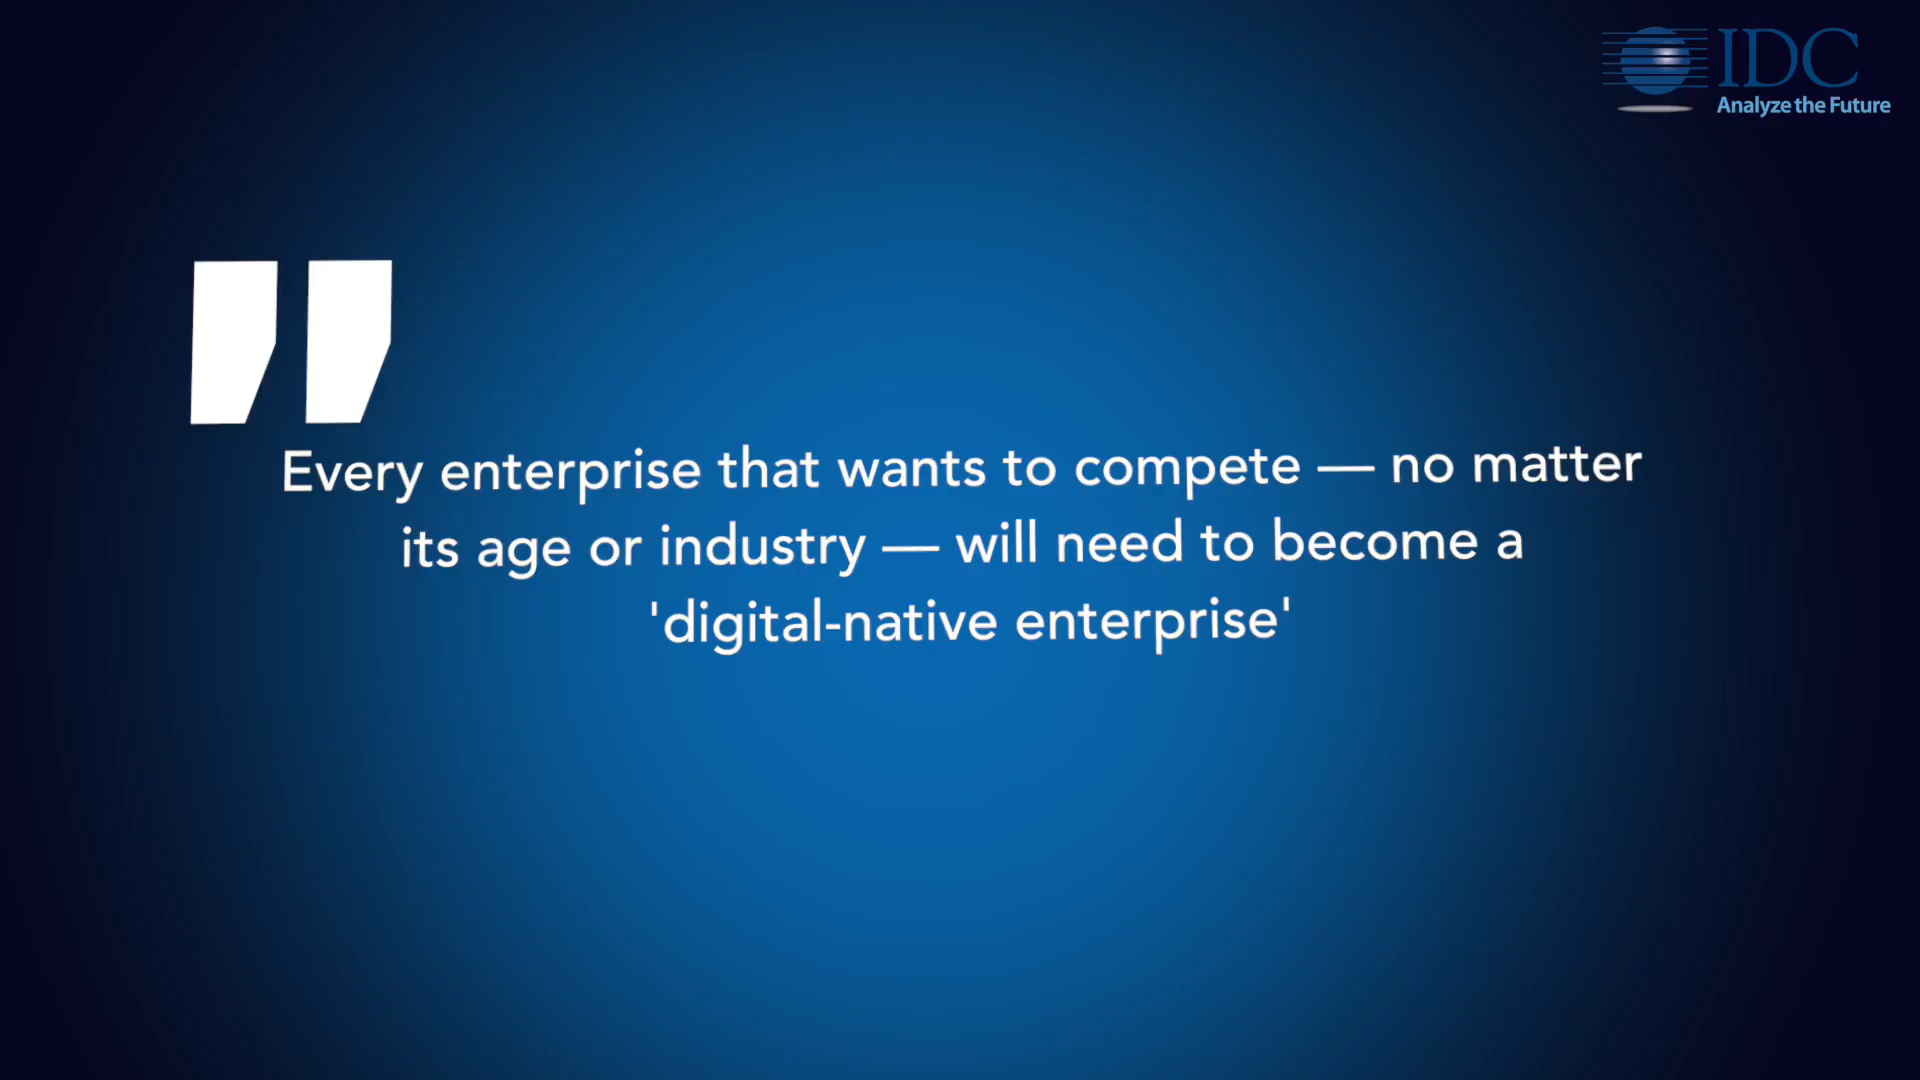 IDC
Analyze the Future
"
Every enterprise that wants to compete — no matter
its age or industry — will need to become a
'digital-native enterprise'